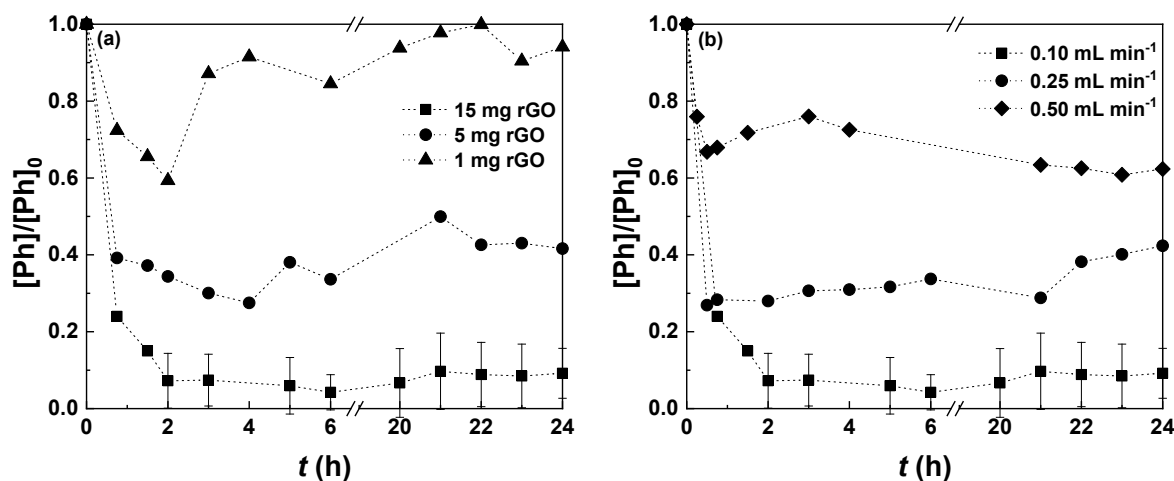 (a)
[Ph]/[Ph]0
1.0
0.8
0.6
0.4
0.2
0.0
15 mg rGO
5 mg rGO
1 mg rGO
0 2 4 6 20 22 24
t (h)
(b)
[Ph]/[Ph]0
1.0
0.8
0.6
0.4
0.2
0.0
0.10 mL min-1
0.25 mL min-1
0.50 mL min-1
0 2 4 6 20 22 24
t (h)